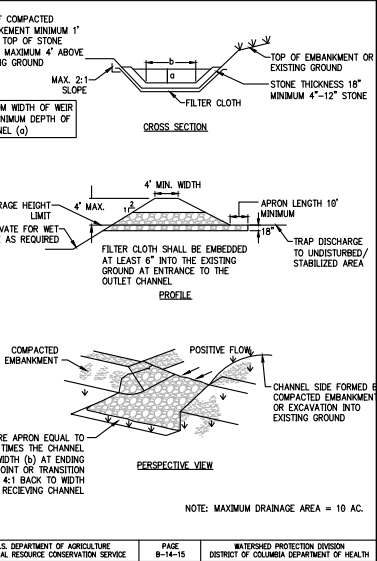 OF COMPACTED
EMBANKMENT MINIMUM 1'
TOP OF STONE
MAXIMUM 4' ABOVE
GROUND
MAX. 2:1
SLOPE
b
a
TOP OF EMBANKMENT OR
EXISTING GROUND
STONE THICKNESS 18"
MINIMUM 4"-12" STONE
FILTER CLOTH
WIDTH OF WEIR
MINIMUM DEPTH OF
(a)
CROSS SECTION
4' MIN. WIDTH
HEIGHT
LIMIT
4' MAX.
2
1
APRON LENGTH 10'
MINIMUM
FOR WET
AS REQUIRED
18"
TRAP DISCHARGE
TO UNDISTURBED/
STABILIZED AREA
FILTER CLOTH SHALL BE EMBEDDED
AT LEAST 6" INTO THE EXISTING
GROUND AT ENTRANCE TO THE
OUTLET CHANNEL
PROFILE
COMPACTED
EMBANKMENT
POSITIVE FLOW
CHANNEL SIDE FORMED
COMPACTED EMBANKMENT
OR EXCAVATION INTO
EXISTING GROUND
APRON EQUAL TO
TIMES THE CHANNEL
WIDTH (b) AT ENDING
POINT OR TRANSITION
4:1 BACK TO WIDTH
RECIEVING CHANNEL
PERSPECTIVE VIEW
NOTE: MAXIMUM DRAINAGE AREA = 10 AC.
DEPARTMENT OF AGRICULTURE
RESOURCE CONSERVATION SERVICE
PAGE
B-14-15
WATERSHED PROTECTION DIVISION
DISTRICT OF COLUMBIA DEPARTMENT OF HEALTH